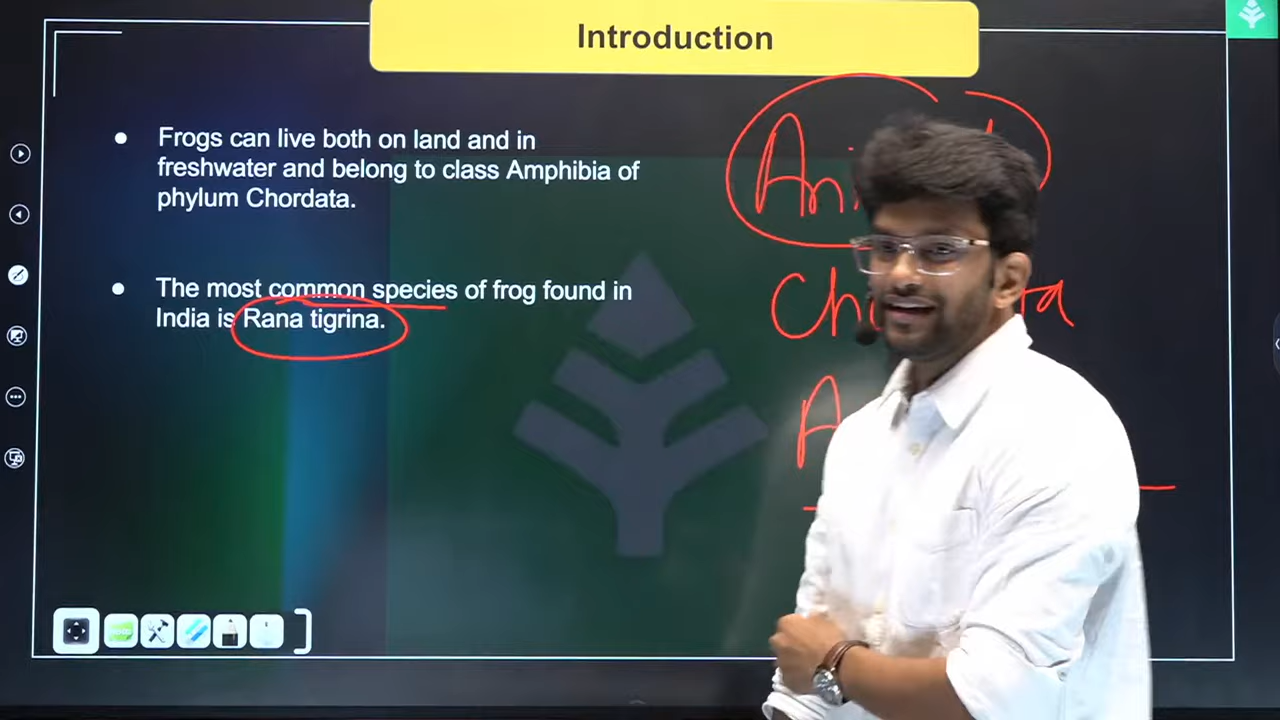 Introduction
Frogs can live both on land and in
freshwater and belong to class Amphibia of
phylum Chordata.
The most common species of frog found in
India is Rana tigrina.